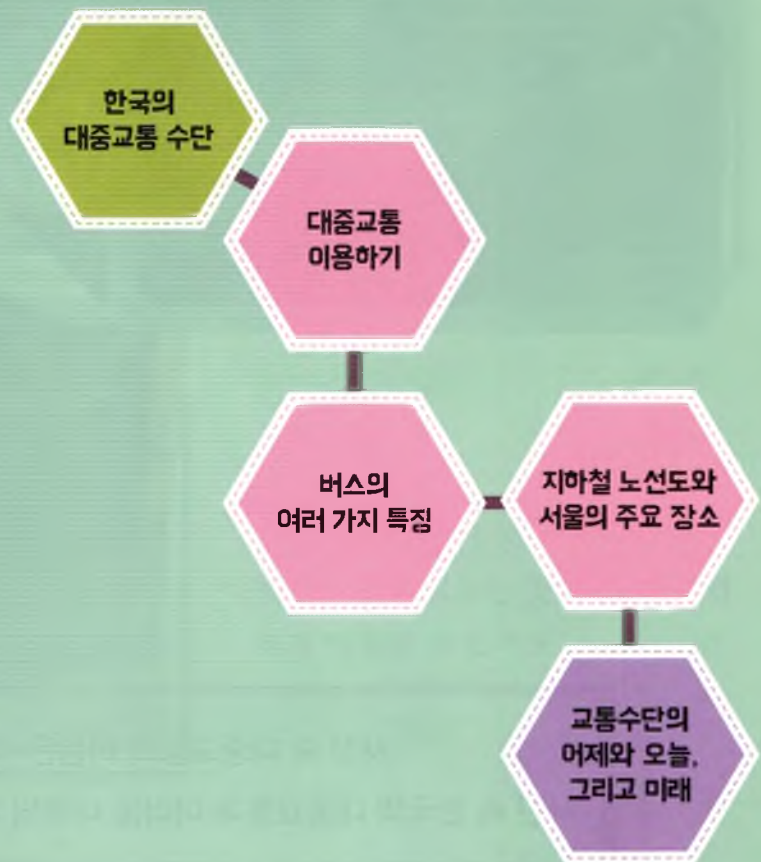 한국의
대중교통 수단
대중교통
이용하기
버스의
여러 가지 특징
지하철 노선도와
서울의 주요 장소
교통수단의
어제와 오늘,
그리고 미래